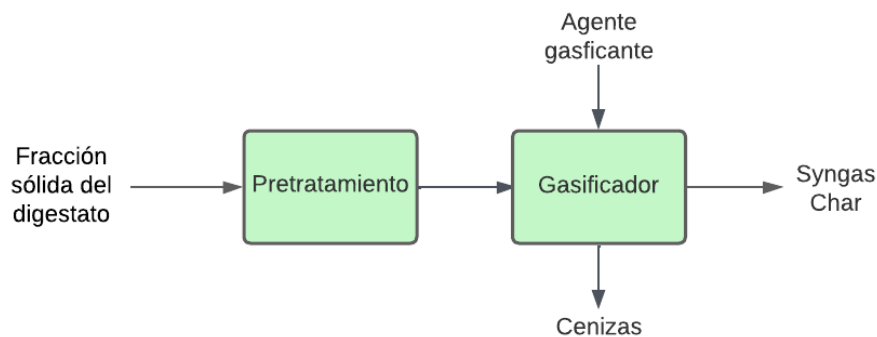 Agente
gasficante
Fracción
sólida del
digestato
Pretratamiento
Gasificador
Syngas
Char
Cenizas